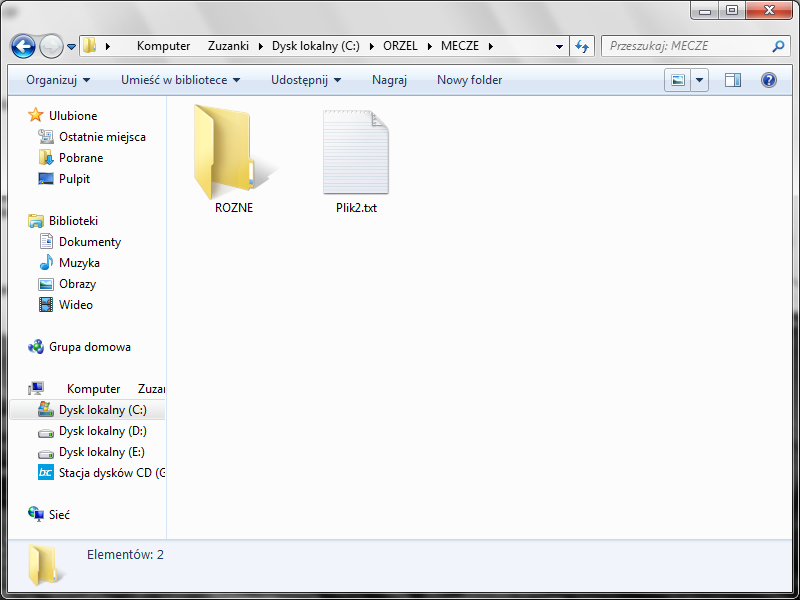 Komputer Zuzanki Dysk lokalny (C:) ORZEL MECZE
Przeszukaj: MECZE
Organizuj Umieść w bibliotece Udostępnij Nagraj Nowy folder
Ulubione
Ostatnie miejsca
Pobrane
Pulpit
Biblioteki
Dokumenty
Muzyka
Obrazy
Wideo
Grupa domowa
Komputer Zuzan
Dysk lokalny (C:)
Dysk lokalny (D:)
Dysk lokalny (E:)
bc Stacja dysków CD (G
Sieć
ROZNE
Plik2.txt
Elementów: 2